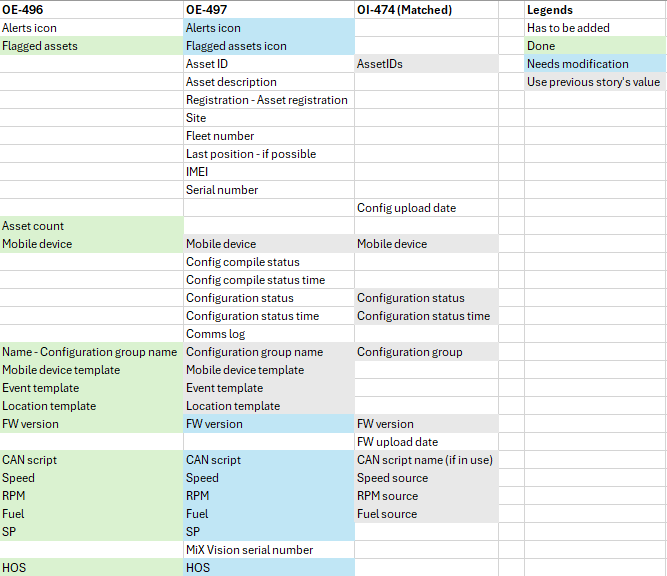 OE-496 OE-497 OI-474 (Matched) Legends
Alerts icon Alerts icon Has to be added
Flagged assets Flagged assets icon Done
Asset ID AssetIDs Needs modification
Asset description Use previous story's value
Registration - Asset registration
Site
Fleet number
Last position - if possible
IMEI
Serial number
Config upload date
Asset count
Mobile device Mobile device Mobile device
Config compile status
Config compile status time
Configuration status Configuration status
Configuration status time Configuration status time
Comms log
Name - Configuration group name Configuration group name Configuration group
Mobile device template Mobile device template
Event template Event template
Location template Location template
FW version FW version FW version
FW upload date
CAN script CAN script CAN script name (if in use)
Speed Speed Speed source
RPM RPM RPM source
Fuel Fuel Fuel source
SP SP
MiX Vision serial number
HOS HOS